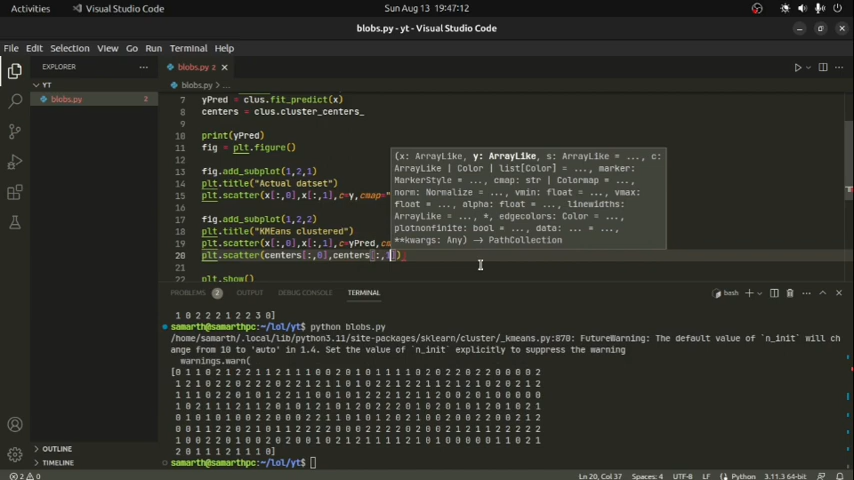 Activities
Visual Studio Code
Sun Aug 13 19:47:12
blobs.py - yt - Visual Studio Code
File Edit Selection View Go Run Terminal Help
EXPLORER
YT
blobs.py 2
OUTLINE
TIMELINE
blobs.py 2
blobs.py > ...
7 yPred = clus.fit_predict(x)
8 centers = clus.cluster_centers_
9
10 print(yPred)
11 fig = plt.figure()
12
13 fig.add_subplot(1,2,1)
14 plt.title("Actual datset")
15 plt.scatter(x[:,0],x[:,1],c=y,cmap="
16
17 fig.add_subplot(1,2,2)
18 plt.title("KMEans clustered")
19 plt.scatter(x[:,0],x[:,1],c=yPred,cm
20 plt.scatter(centers[:,0],centers[:,1])
21
22 plt.show()
(x: ArrayLike, y: ArrayLike, s: ArrayLike = ..., c:
ArrayLike | Color | list[Color] = ..., marker:
MarkerStyle = ..., cmap: str | Colormap = ...,
norm: Normalize = ..., vmin: float = ..., vmax:
float = ..., alpha: float = ..., linewidths:
ArrayLike = ..., *, edgecolors: Color = ...,
plotnonfinite: bool = ..., data: ... = ...,
**kwargs: Any) -> PathCollection
PROBLEMS 2 OUTPUT DEBUG CONSOLE TERMINAL
bash
1 0 2 2 2 1 2 2 3 0]
samarth@samarthpc:~/lol/yt$ python blobs.py
/home/samarth/.local/lib/python3.11/site-packages/sklearn/cluster/_kmeans.py:870: FutureWarning: The default value of `n_init` will ch
ange from 10 to 'auto' in 1.4. Set the value of `n_init` explicitly to suppress the warning
warnings.warn(
samarth@samarthpc:~/lol/yt$
2 0
Ln 20, Col 37 Spaces: 4 UTF-8 LF Python 3.11.3 64-bit